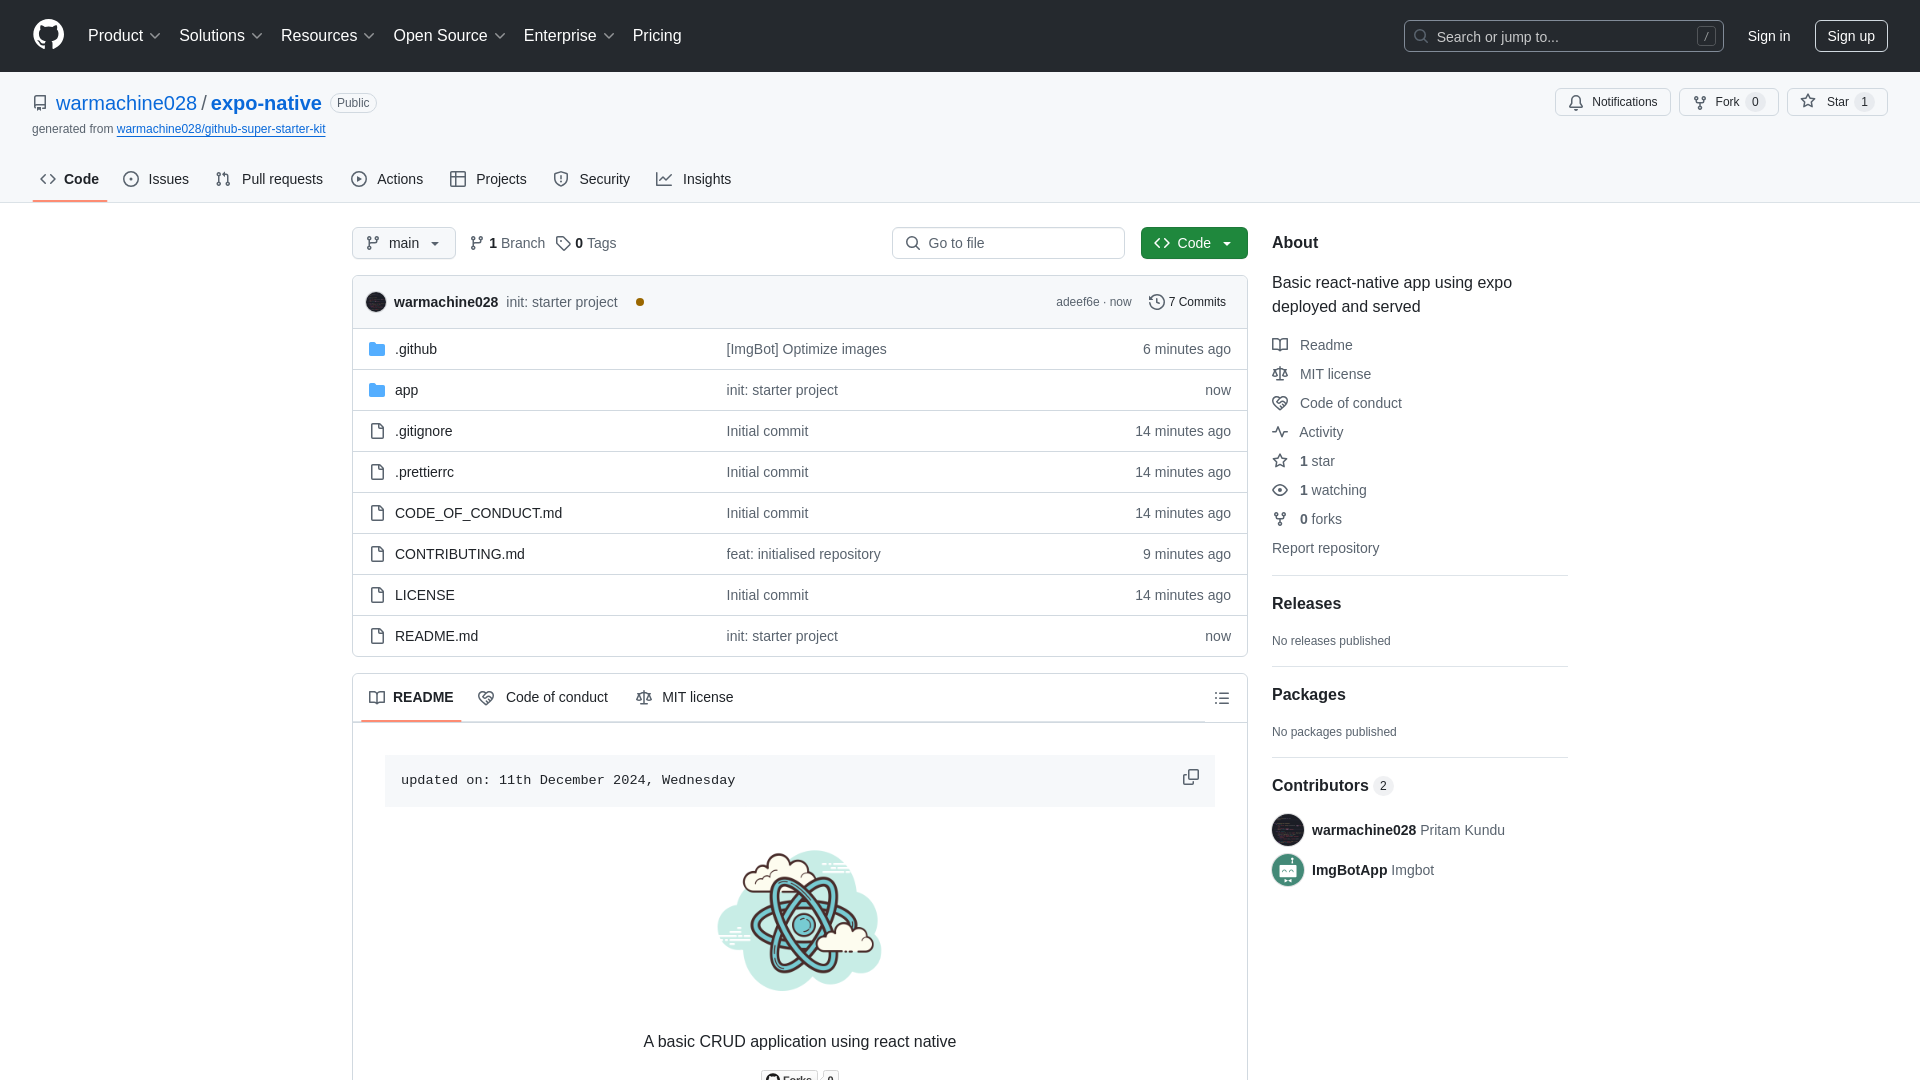 Product Solutions Resources Open Source Enterprise Pricing Search or jump to... / Sign in Sign up
warmachine028 / expo-native Public Notifications Fork 0 Star 1
generated from warmachine028/github-super-starter-kit
Code Issues Pull requests Actions Projects Security Insights
main 1 Branch 0 Tags Go to file Code
warmachine028 init: starter project adeef6e · now 7 Commits
.github [ImgBot] Optimize images 6 minutes ago
app init: starter project now
.gitignore Initial commit 14 minutes ago
.prettierrc Initial commit 14 minutes ago
CODE_OF_CONDUCT.md Initial commit 14 minutes ago
CONTRIBUTING.md feat: initialised repository 9 minutes ago
LICENSE Initial commit 14 minutes ago
README.md init: starter project now
README Code of conduct MIT license
updated on: 11th December 2024, Wednesday
A basic CRUD application using react native
Forks 0
About
Basic react-native app using expo
deployed and served
Readme
MIT license
Code of conduct
Activity
1 star
1 watching
0 forks
Report repository
Releases
No releases published
Packages
No packages published
Contributors 2
warmachine028 Pritam Kundu
ImgBotApp Imgbot